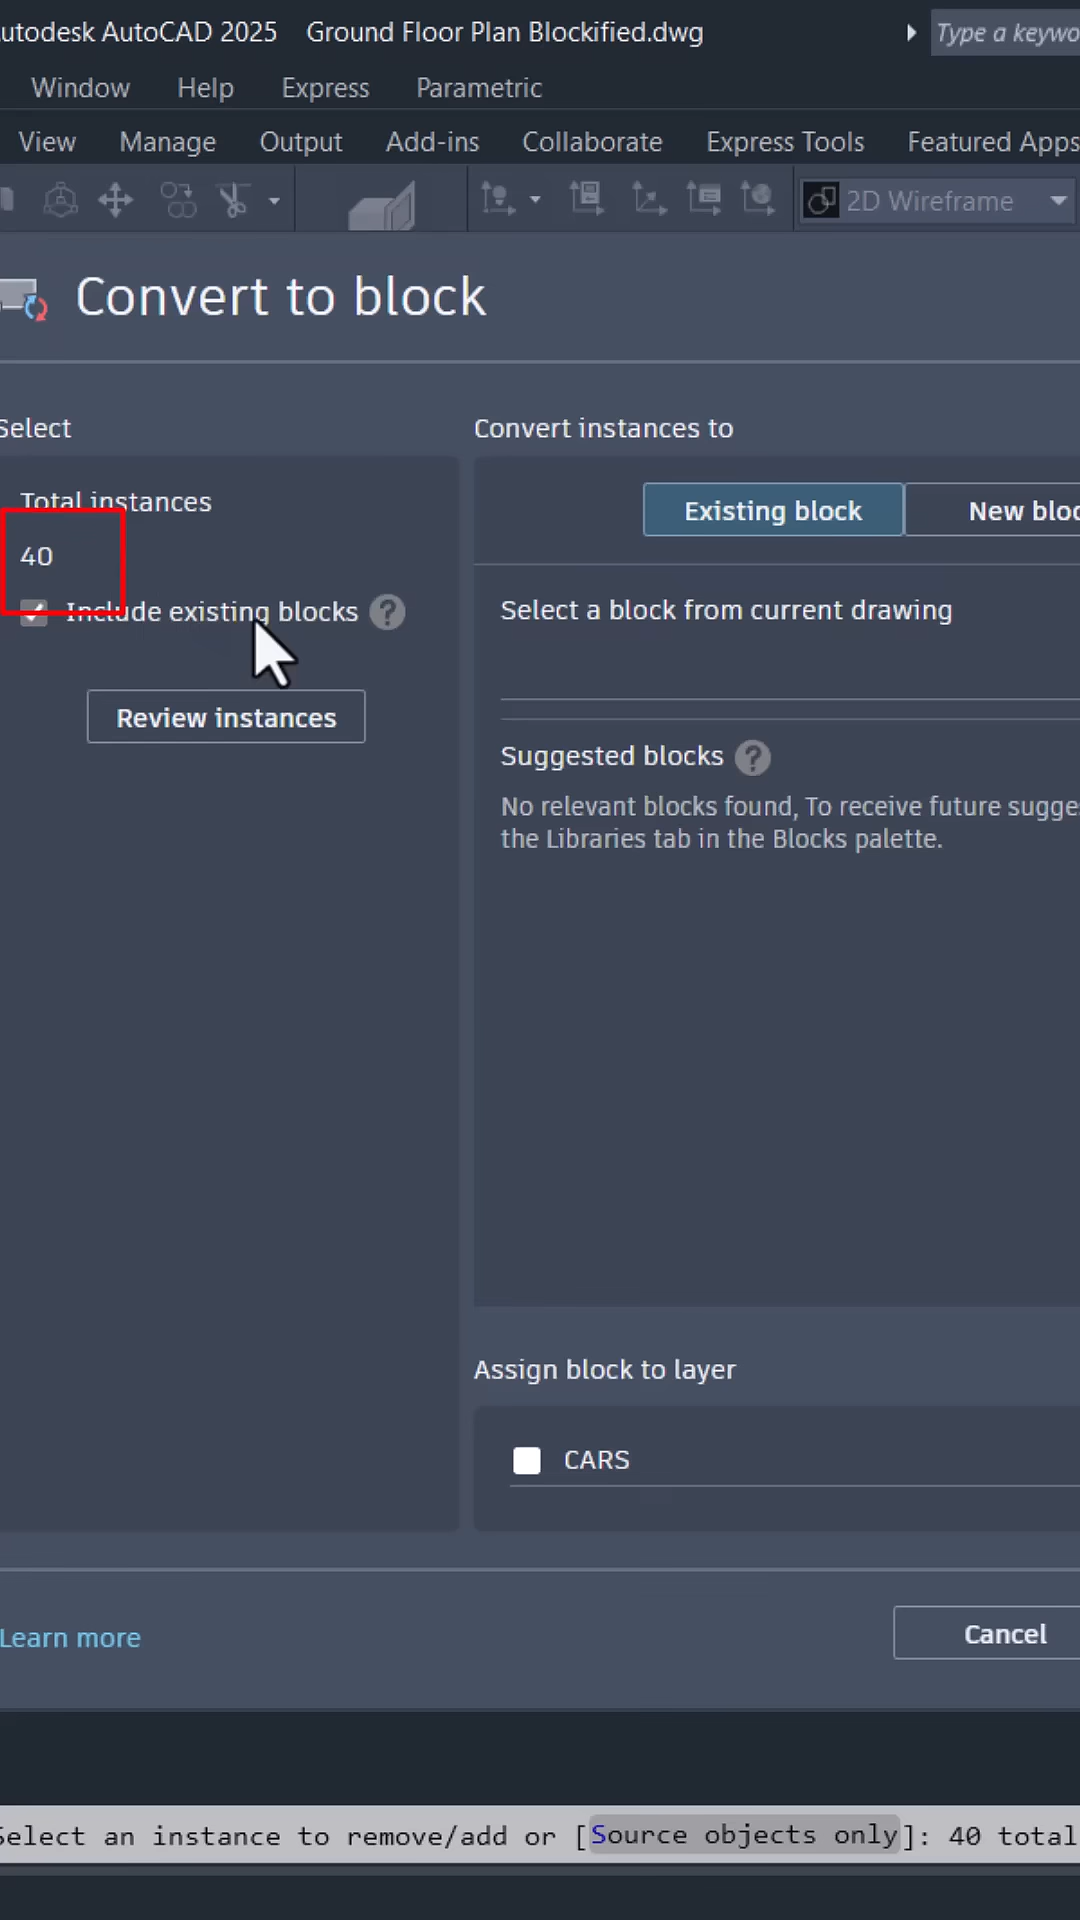 utodesk AutoCAD 2025 Ground Floor Plan Blockified.dwg Type a keywo
Window Help Express Parametric
View Manage Output Add-ins Collaborate Express Tools Featured Apps
2D Wireframe
Convert to block
Select
Convert instances to
Total instances
40
Include existing blocks ?
Review instances
Existing block
New bloc
Select a block from current drawing
Suggested blocks ?
No relevant blocks found, To receive future sugge
the Libraries tab in the Blocks palette.
Assign block to layer
CARS
Learn more
Cancel
Select an instance to remove/add or [Source objects only]: 40 total